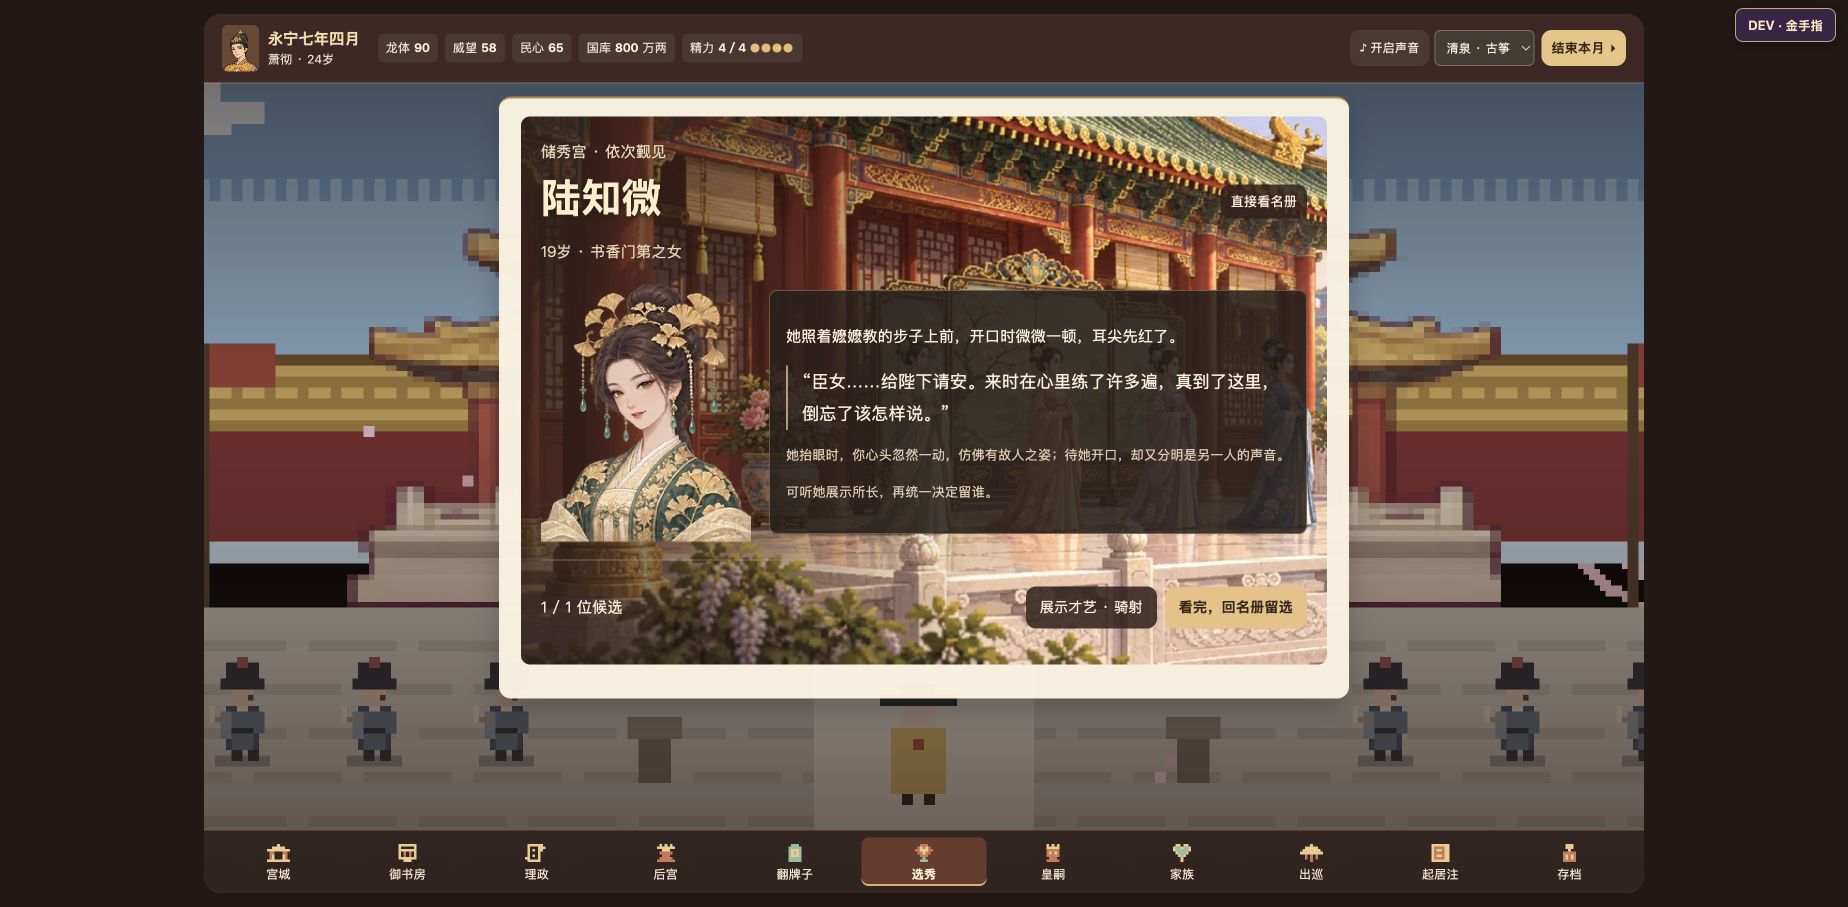 永宁七年四月
萧彻 · 24岁
龙体 90
威望 58
民心 65
国库 800 万两
精力 4 / 4
♪ 开启声音
清泉 · 古筝
结束本月
DEV · 金手指
储秀宫 · 依次觐见
陆知微
19岁 · 书香门第之女
直接看名册
她照着嬷嬷教的步子上前，开口时微微一顿，耳尖先红了。
“臣女……给陛下请安。来时在心里练了许多遍，真到了这里，
倒忘了该怎样说。”
她抬眼时，你心头忽然一动，仿佛有故人之姿；待她开口，却又分明是另一人的声音。
可听她展示所长，再统一决定留谁。
1 / 1 位候选
展示才艺 · 骑射
看完，回名册留选
宫城
御书房
理政
后宫
翻牌子
选秀
皇嗣
家族
出巡
起居注
存档